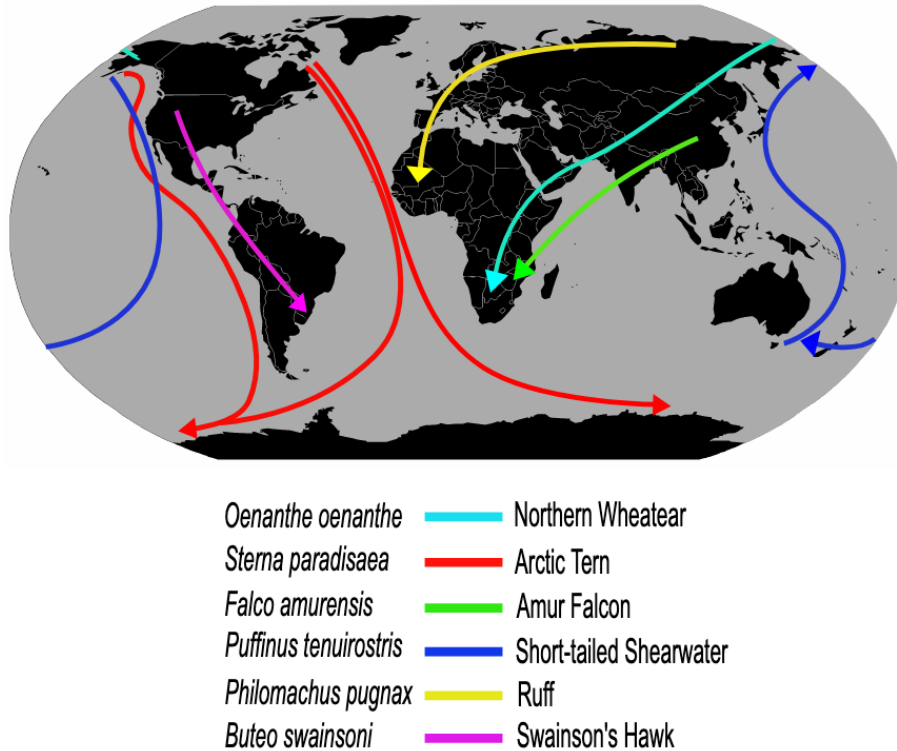 Oenanthe oenanthe Northern Wheatear
Sterna paradisaea Arctic Tern
Falco amurensis Amur Falcon
Puffinus tenuirostris Short-tailed Shearwater
Philomachus pugnax Ruff
Buteo swainsoni Swainson's Hawk